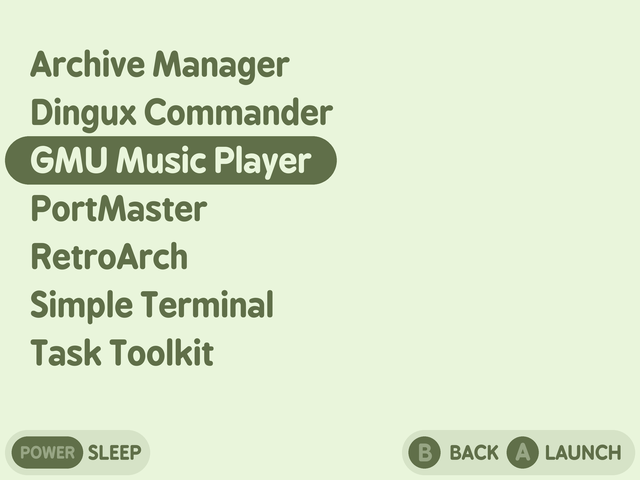 Archive Manager
Dingux Commander
GMU Music Player
PortMaster
RetroArch
Simple Terminal
Task Toolkit
POWER SLEEP B BACK A LAUNCH